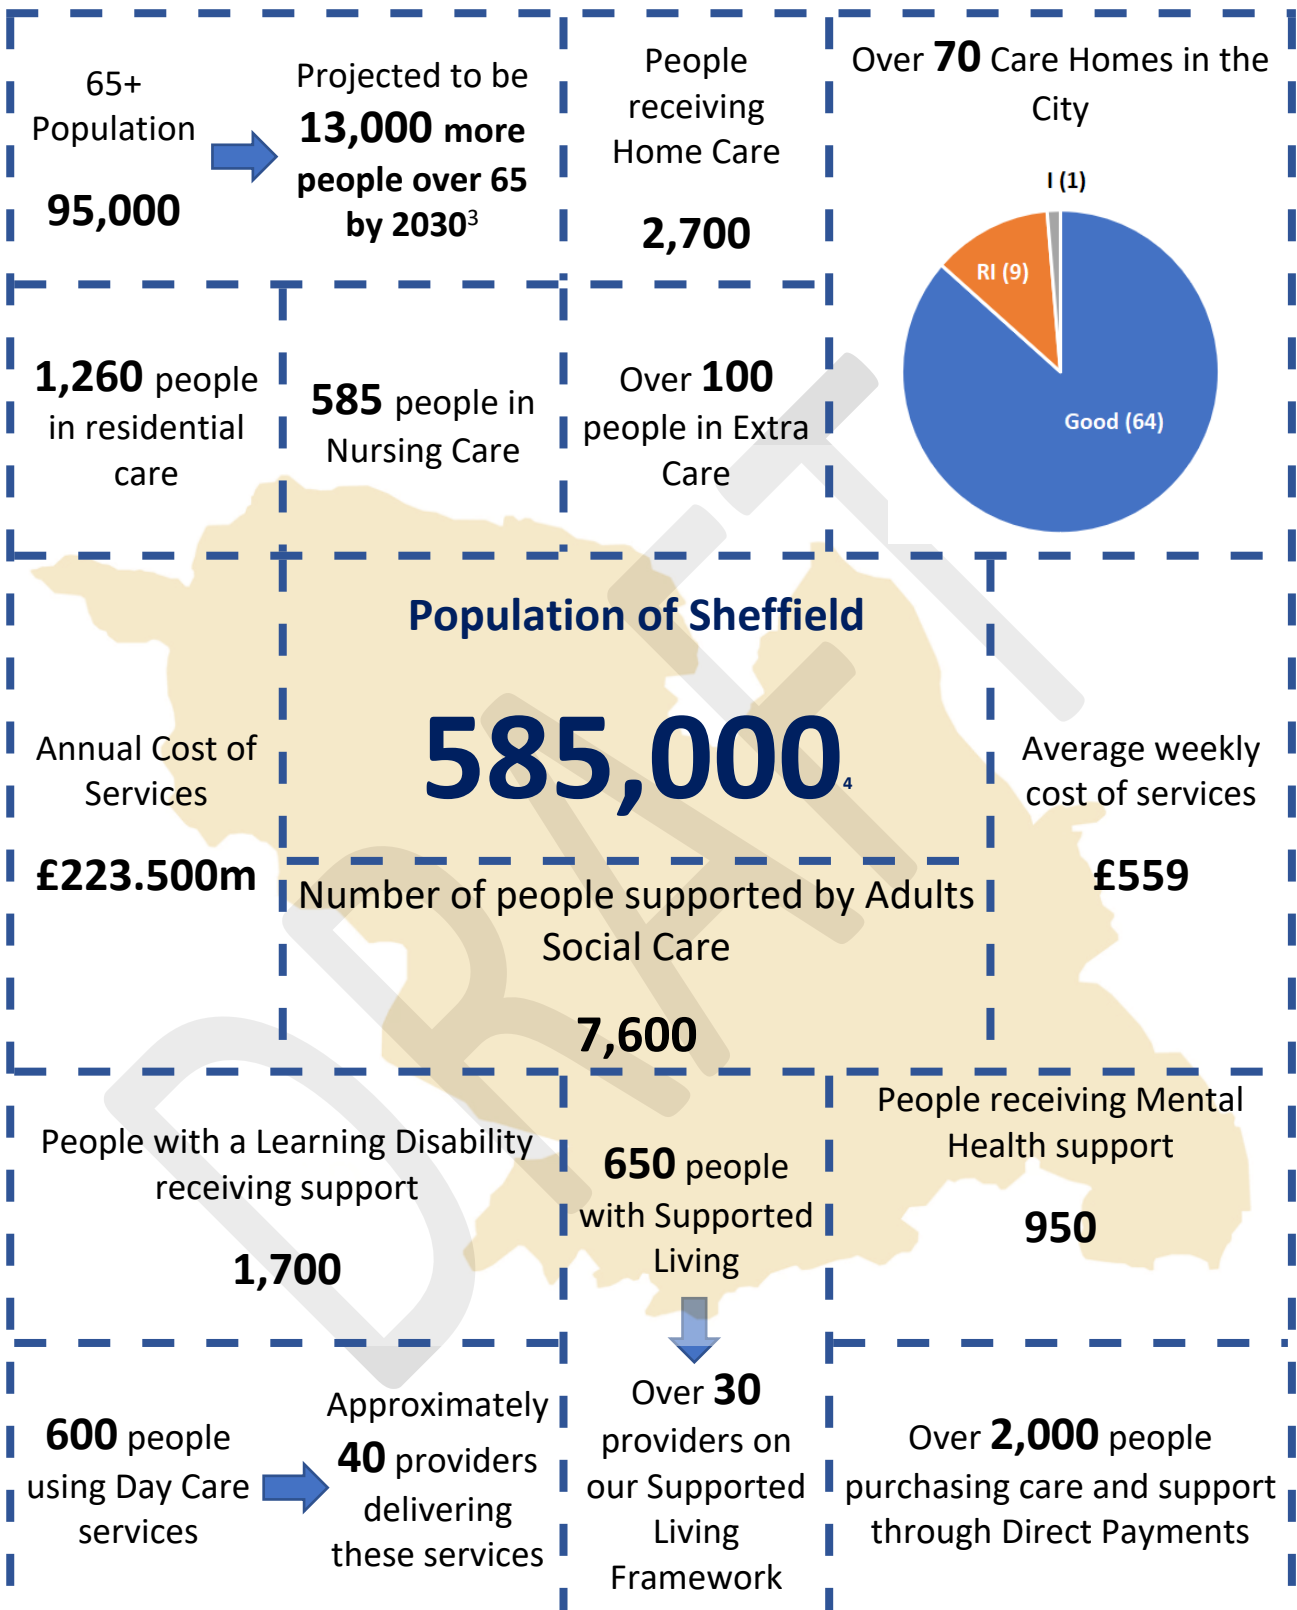 65+
Population
95,000
Projected to be
13,000 more
people over 65
by 2030³
People
receiving
Home Care
2,700
Over 70 Care Homes in the
City
I (1)
RI (9)
Good (64)
1,260 people
in residential
care
585 people in
Nursing Care
Over 100
people in Extra
Care
Population of Sheffield
585,000₄
Annual Cost of
Services
£223.500m
Average weekly
cost of services
£559
Number of people supported by Adults
Social Care
7,600
People with a Learning Disability
receiving support
1,700
650 people
with Supported
Living
People receiving Mental
Health support
950
600 people
using Day Care
services
Approximately
40 providers
delivering
these services
Over 30
providers on
our Supported
Living
Framework
Over 2,000 people
purchasing care and support
through Direct Payments
DRAFT